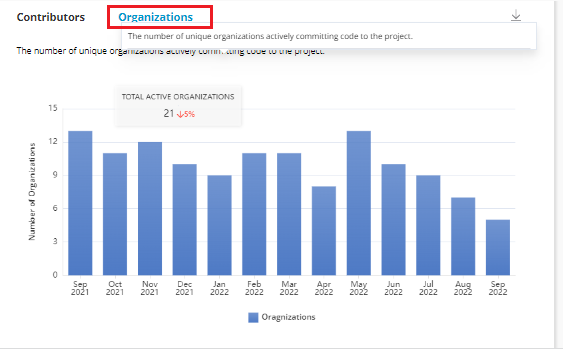 Contributors Organizations
The number of unique organizations actively committing code to the project.
The number of unique organizations actively committing code to the project.
TOTAL ACTIVE ORGANIZATIONS
21 ↓5%
Number of Organizations
15
12
9
6
3
0
Sep 2021
Oct 2021
Nov 2021
Dec 2021
Jan 2022
Feb 2022
Mar 2022
Apr 2022
May 2022
Jun 2022
Jul 2022
Aug 2022
Sep 2022
Oragnizations